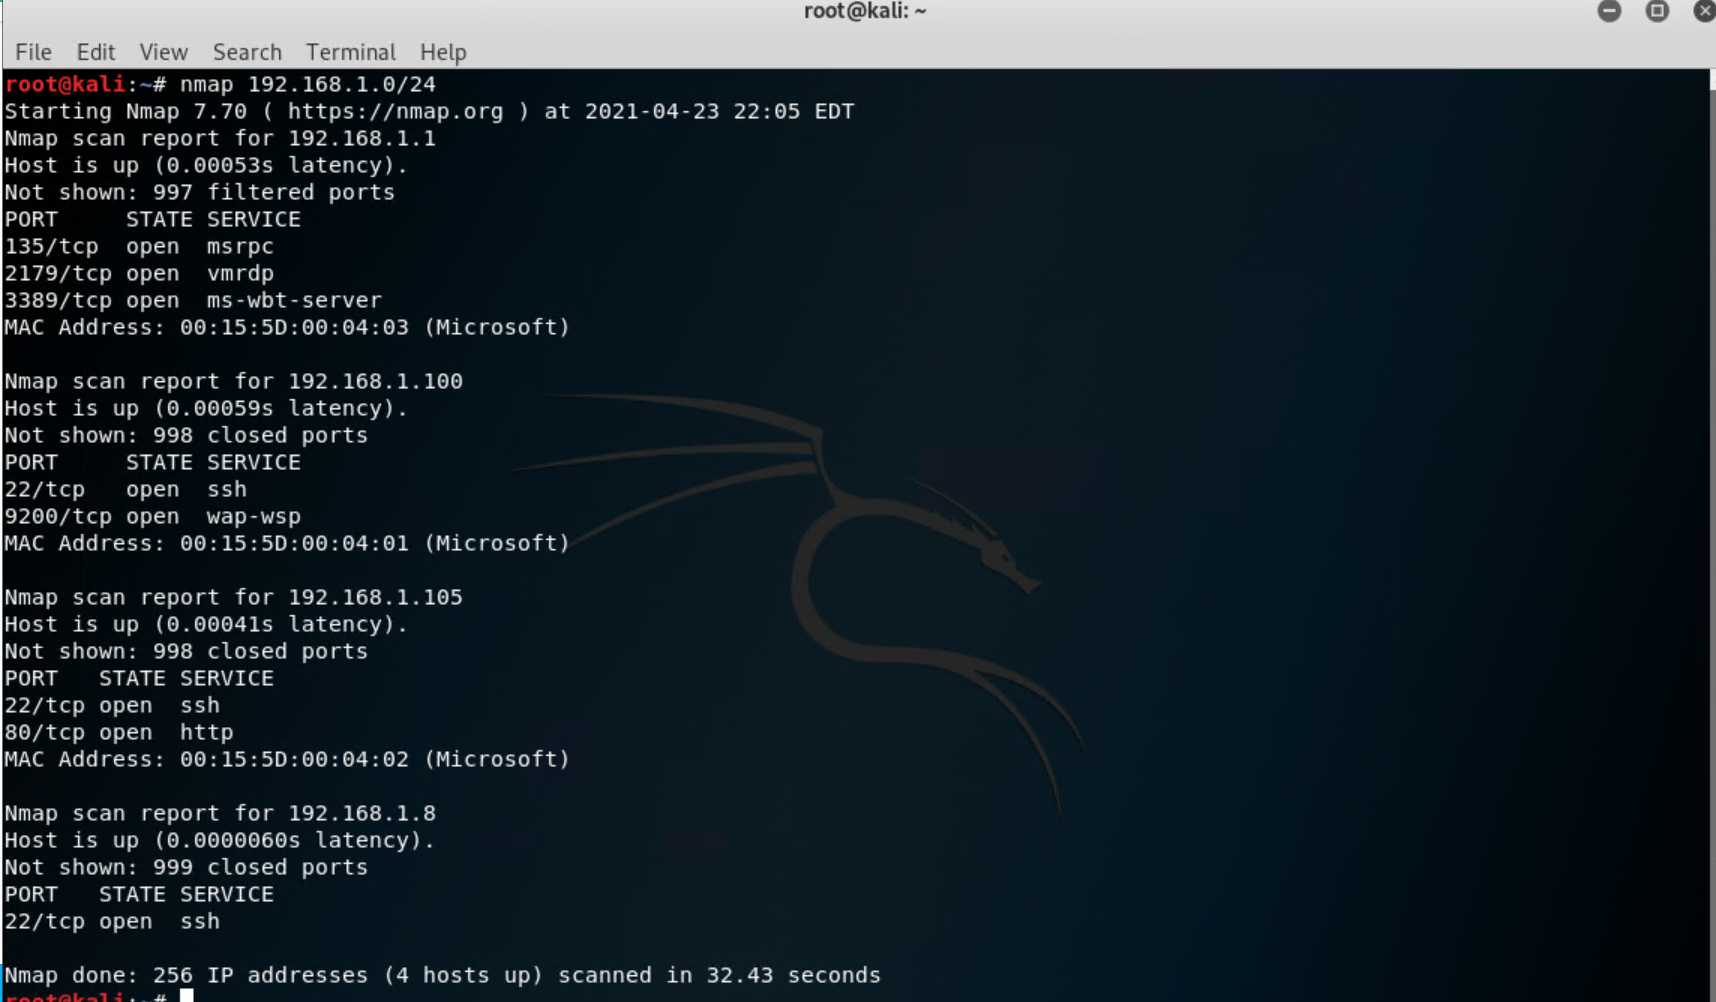 root@kali: ~
File Edit View Search Terminal Help
root@kali:~# nmap 192.168.1.0/24
Starting Nmap 7.70 ( https://nmap.org ) at 2021-04-23 22:05 EDT
Nmap scan report for 192.168.1.1
Host is up (0.00053s latency).
Not shown: 997 filtered ports
PORT     STATE SERVICE
135/tcp  open  msrpc
2179/tcp open  vmrdp
3389/tcp open  ms-wbt-server
MAC Address: 00:15:5D:00:04:03 (Microsoft)

Nmap scan report for 192.168.1.100
Host is up (0.00059s latency).
Not shown: 998 closed ports
PORT     STATE SERVICE
22/tcp   open  ssh
9200/tcp open  wap-wsp
MAC Address: 00:15:5D:00:04:01 (Microsoft)

Nmap scan report for 192.168.1.105
Host is up (0.00041s latency).
Not shown: 998 closed ports
PORT   STATE SERVICE
22/tcp open  ssh
80/tcp open  http
MAC Address: 00:15:5D:00:04:02 (Microsoft)

Nmap scan report for 192.168.1.8
Host is up (0.0000060s latency).
Not shown: 999 closed ports
PORT   STATE SERVICE
22/tcp open  ssh

Nmap done: 256 IP addresses (4 hosts up) scanned in 32.43 seconds
root@kali:~#